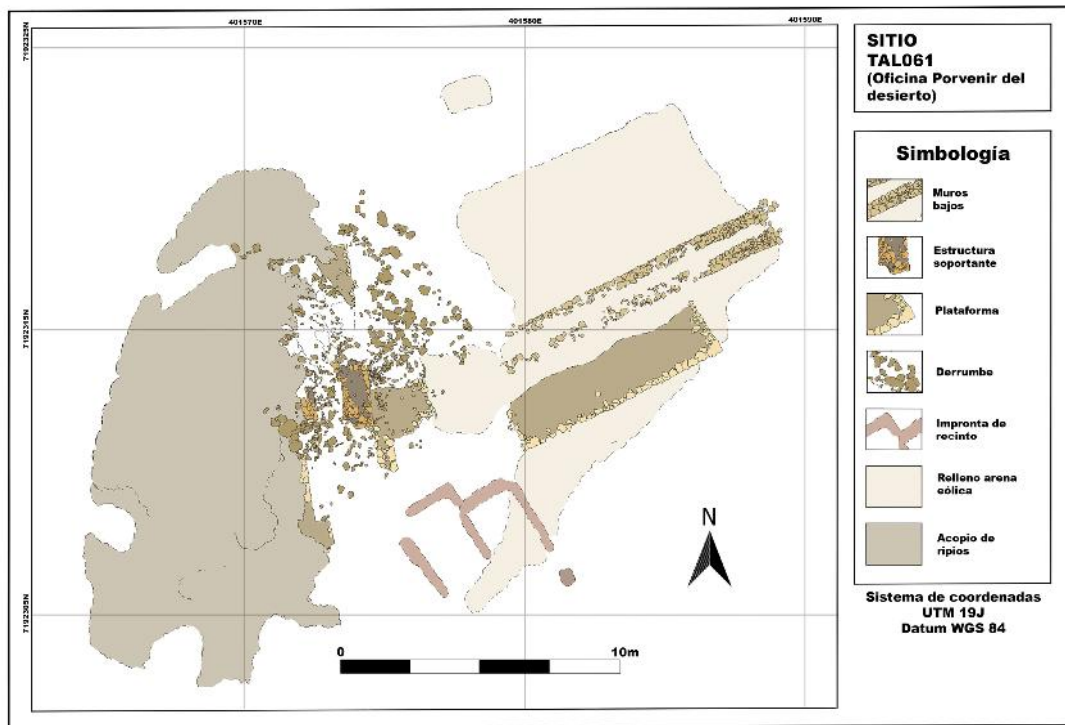 401570E
401580E
401590E
7192325N
7192315N
7192305N
N
0
10m
SITIO
TAL061
(Oficina Porvenir del
desierto)
Simbología
Muros
bajos
Estructura
soportante
Plataforma
Derrumbe
Impronta de
recinto
Relleno arena
eólica
Acopio de
ripios
Sistema de coordenadas
UTM 19J
Datum WGS 84